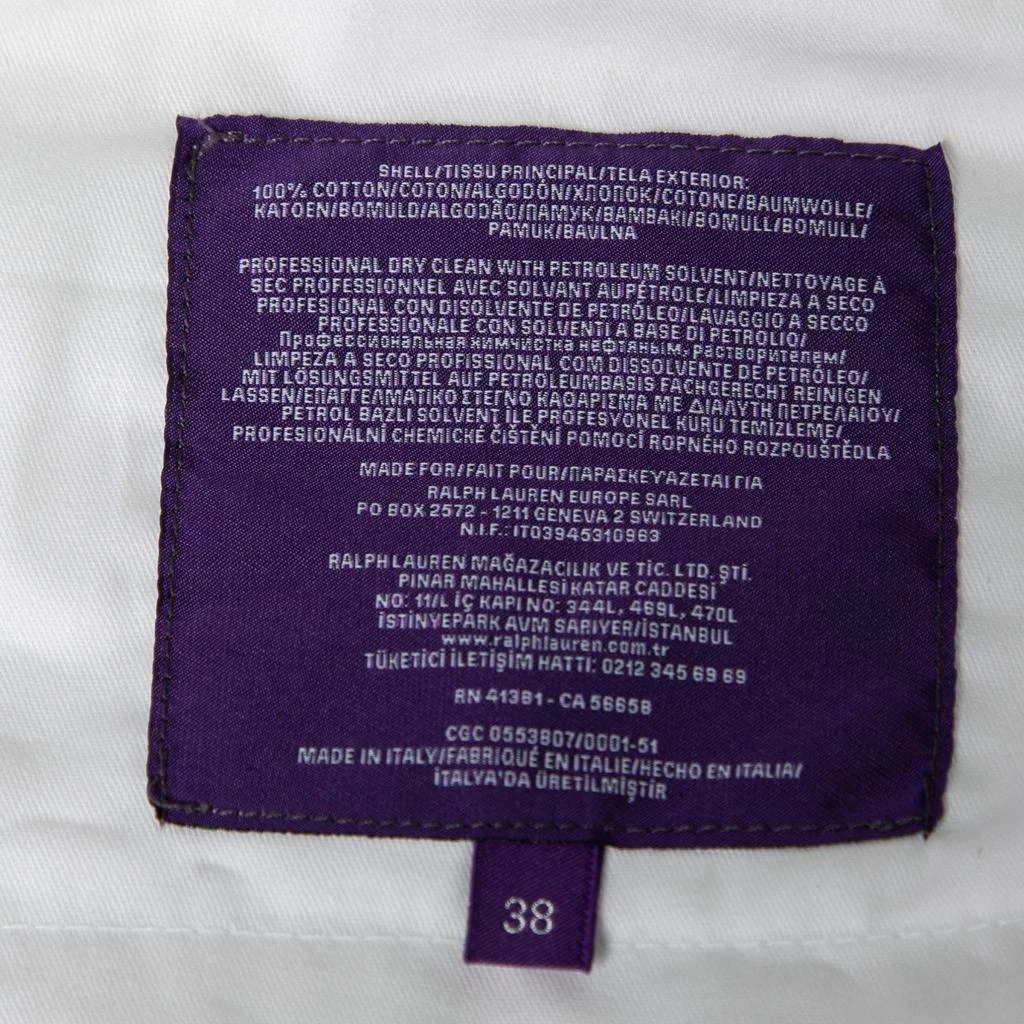 SHELL/TISSU PRINCIPAL/TELA EXTERIOR:
100% COTTON/COTON/ALGODÓN/ХЛОПОК/COTONE/BAUMWOLLE/
KATOEN/BOMULD/ALGODÃO/ΠΑΜΥΚ/BAMBAKI/BOMULL/BOMULL/
PAMUK/BAVLNA
PROFESSIONAL DRY CLEAN WITH PETROLEUM SOLVENT/NETTOYAGE À
SEC PROFESSIONNEL AVEC SOLVANT AUPÉTROLE/LIMPIEZA A SECO
PROFESIONAL CON DISOLVENTE DE PETRÓLEO/LAVAGGIO A SECCO
PROFESSIONALE CON SOLVENTI A BASE DI PETROLIO/
Профессиональная химчистка нефтяным, растворителем/
LIMPEZA A SECO PROFISSIONAL COM DISSOLVENTE DE PETRÓLEO/
MIT LÖSUNGSMITTEL AUF PETROLEUMBASIS FACHGERECHT REINIGEN
LASSEN/ΕΠΑΓΓΕΛΜΑΤΙΚΟ ΣΤΕΓΝΟ ΚΑΘΑΡΙΣΜΑ ΜΕ ΔΙΑΛΥΤΗ ΠΕΤΡΕΛΑΙΟΥ/
PETROL BAZLI SOLVENT İLE PROFESYONEL KURU TEMİZLEME/
PROFESIONÁLNÍ CHEMICKÉ ČIŠTĚNÍ POMOCÍ ROPNÉHO ROZPOUŠTĚDLA
MADE FOR/FAIT POUR/ΠΑΡΑΣΚΕΥΆΖΕΤΑΙ ΓΙΑ
RALPH LAUREN EUROPE SARL
PO BOX 2572 - 1211 GENEVA 2 SWITZERLAND
N.I.F.: IT03945310963
RALPH LAUREN MAĞAZACILIK VE TİC. LTD. ŞTİ.
PINAR MAHALLESİ KATAR CADDESİ
NO: 11/L İÇ KAPI NO: 344L, 469L, 470L
İSTİNYEPARK AVM SARIYER/İSTANBUL
www.ralphlauren.com.tr
TÜKETİCİ İLETİŞİM HATTI: 0212 345 69 69
RN 41381 - CA 56658
CGC 0553807/0001-51
MADE IN ITALY/FABRIQUÉ EN ITALIE/HECHO EN ITALIA/
İTALYA'DA ÜRETİLMİŞTİR
38